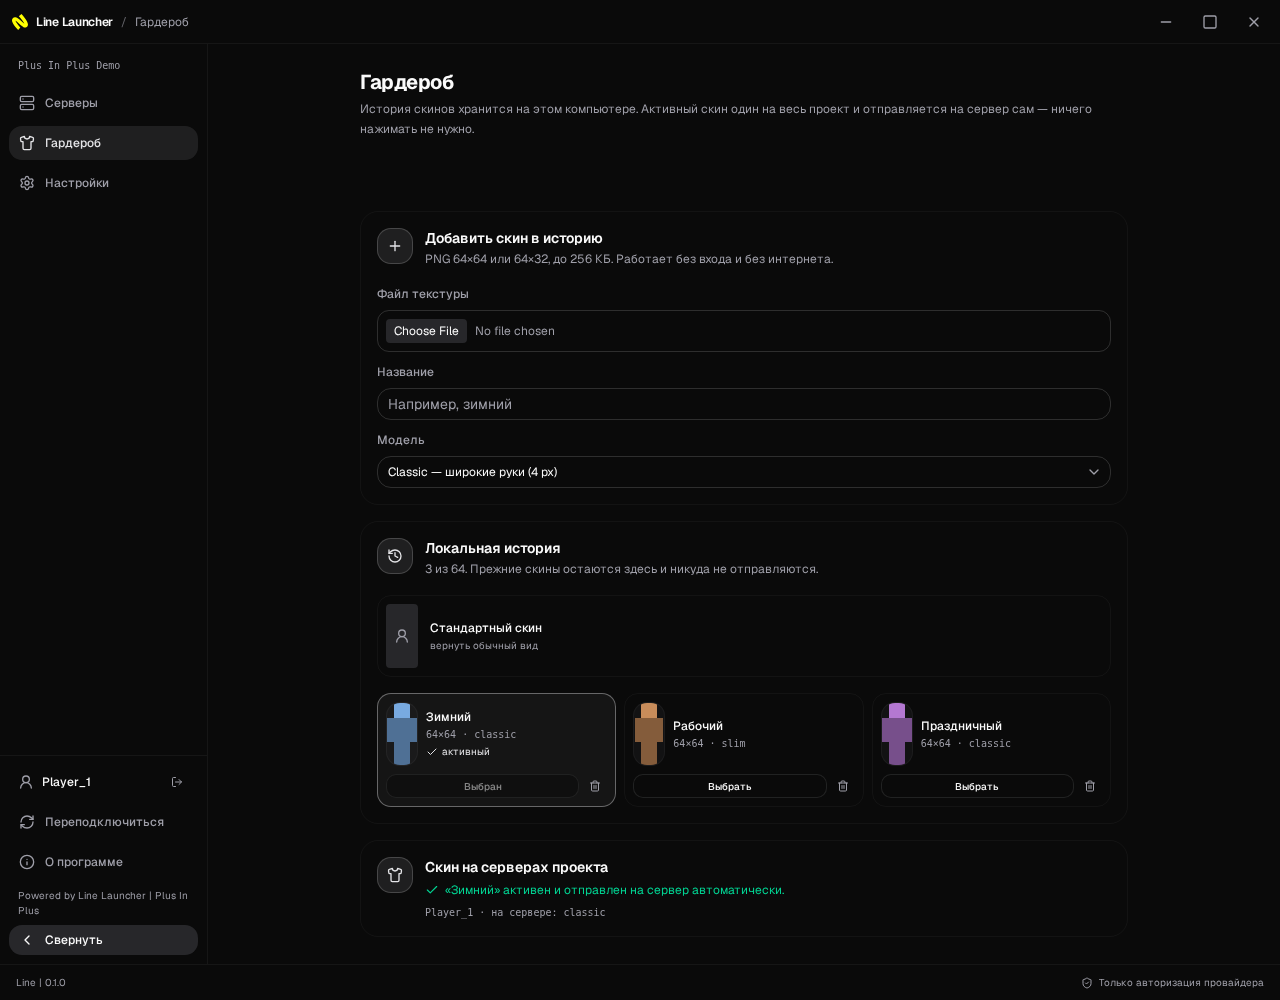 Line Launcher / Гардероб
Plus In Plus Demo
Серверы
Гардероб
Настройки
Player_1
Переподключиться
О программе
Powered by Line Launcher | Plus In
Plus
Свернуть
Гардероб
История скинов хранится на этом компьютере. Активный скин один на весь проект и отправляется на сервер сам — ничего
нажимать не нужно.
Добавить скин в историю
PNG 64×64 или 64×32, до 256 КБ. Работает без входа и без интернета.
Файл текстуры
Choose File No file chosen
Название
Например, зимний
Модель
Classic — широкие руки (4 px)
Локальная история
3 из 64. Прежние скины остаются здесь и никуда не отправляются.
Стандартный скин
вернуть обычный вид
Зимний
64×64 · classic
активный
Выбран
Рабочий
64×64 · slim
Выбрать
Праздничный
64×64 · classic
Выбрать
Скин на серверах проекта
«Зимний» активен и отправлен на сервер автоматически.
Player_1 · на сервере: classic
Line | 0.1.0
Только авторизация провайдера